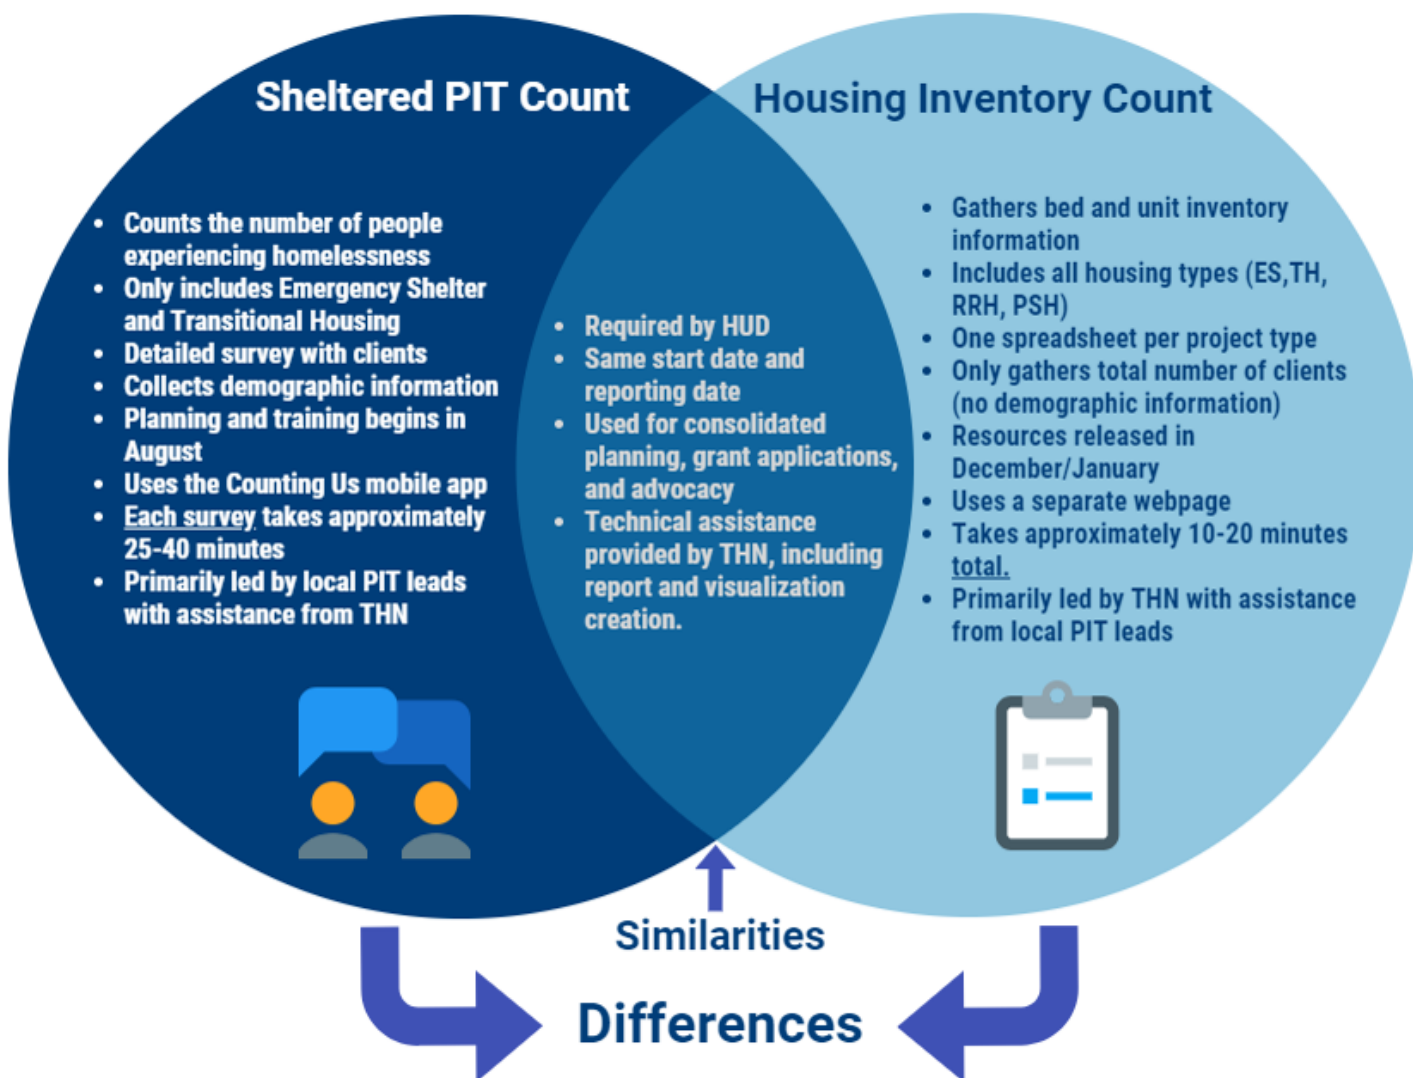 Sheltered PIT Count
• Counts the number of people
experiencing homelessness
• Only includes Emergency Shelter
and Transitional Housing
• Detailed survey with clients
• Collects demographic information
• Planning and training begins in
August
• Uses the Counting Us mobile app
• Each survey takes approximately
25-40 minutes
• Primarily led by local PIT leads
with assistance from THN
• Required by HUD
• Same start date and
reporting date
• Used for consolidated
planning, grant applications,
and advocacy
• Technical assistance
provided by THN, including
report and visualization
creation.
Housing Inventory Count
• Gathers bed and unit inventory
information
• Includes all housing types (ES,TH,
RRH, PSH)
• One spreadsheet per project type
• Only gathers total number of clients
(no demographic information)
• Resources released in
December/January
• Uses a separate webpage
• Takes approximately 10-20 minutes
total.
• Primarily led by THN with assistance
from local PIT leads
Similarities
Differences